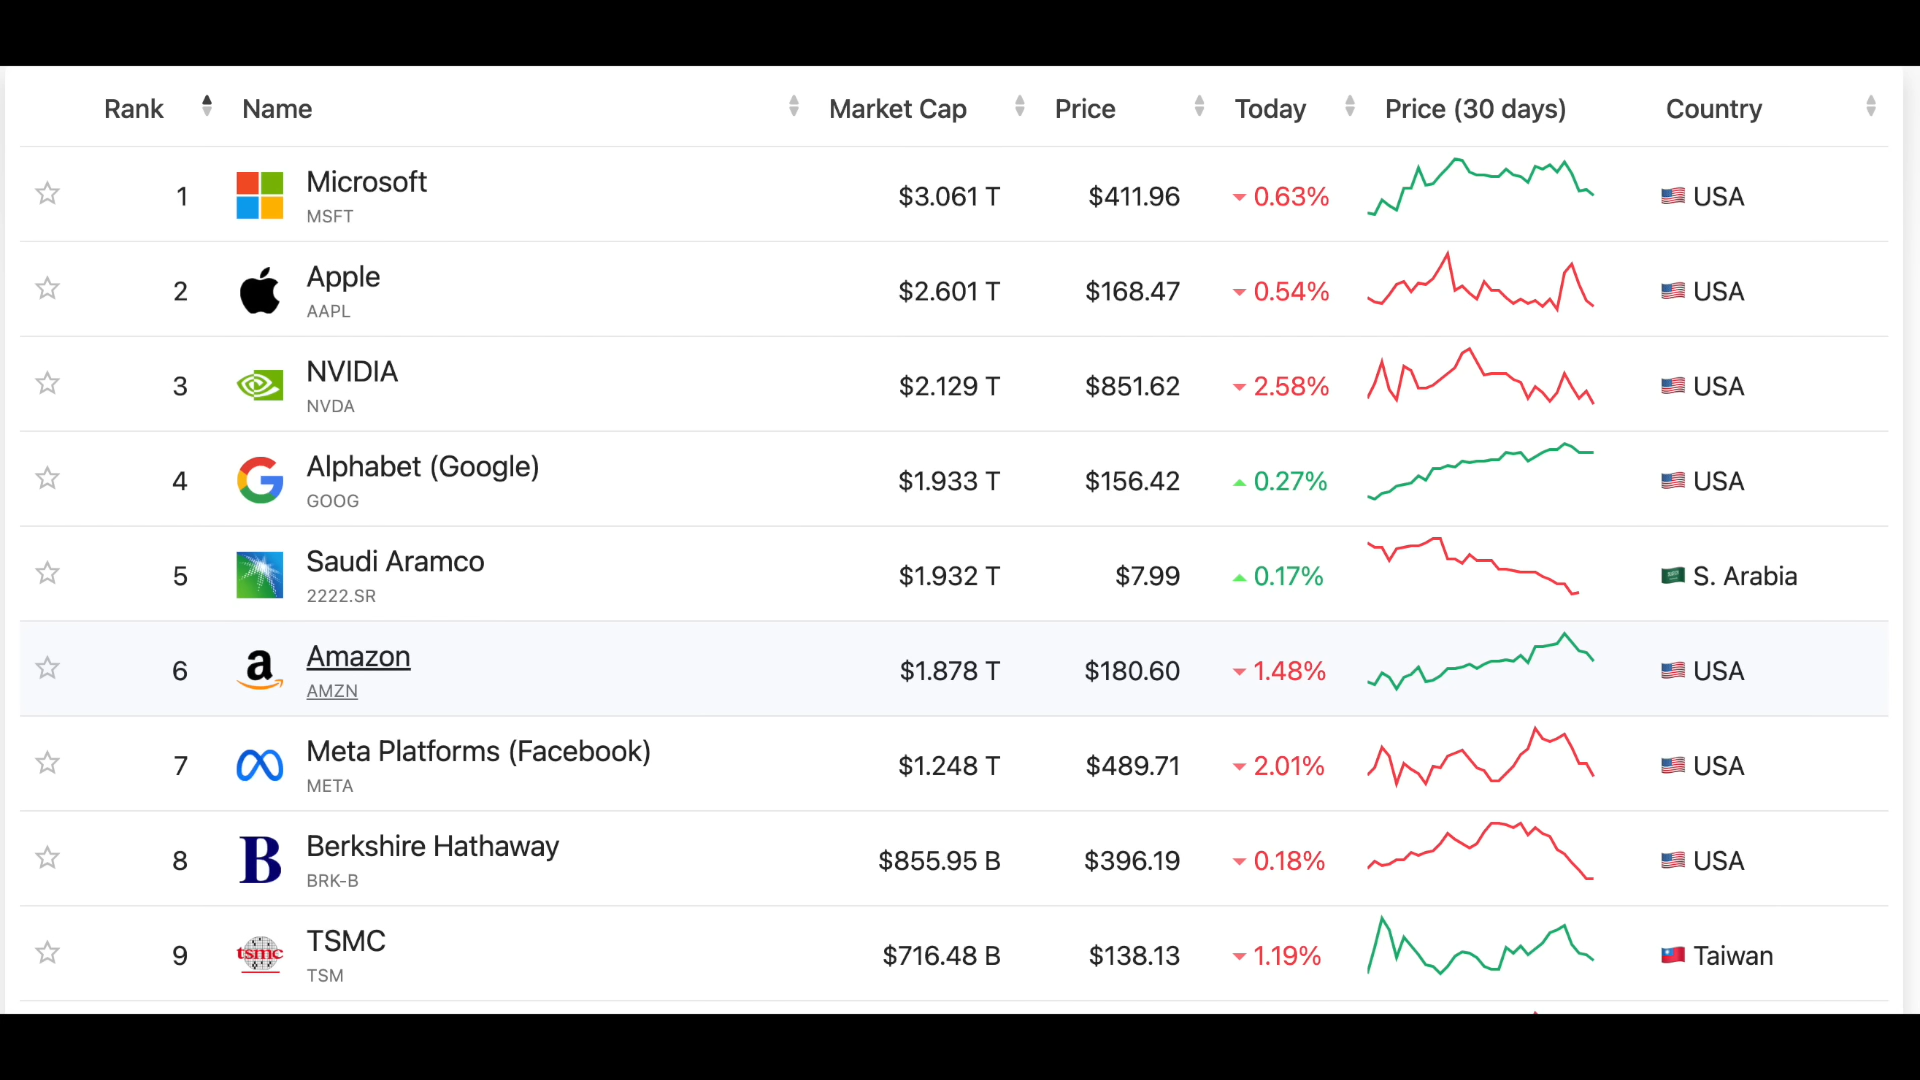 Rank Name Market Cap Price Today Price (30 days) Country
1 Microsoft $3.061 T $411.96 0.63% USA
MSFT
2 Apple $2.601 T $168.47 0.54% USA
AAPL
3 NVIDIA $2.129 T $851.62 2.58% USA
NVDA
4 Alphabet (Google) $1.933 T $156.42 0.27% USA
GOOG
5 Saudi Aramco $1.932 T $7.99 0.17% S. Arabia
2222.SR
a
6 Amazon $1.878 T $180.60 1.48% USA
AMZN
7 Meta Platforms (Facebook) $1.248 T $489.71 2.01% USA
META
B
8 Berkshire Hathaway $855.95 B $396.19 0.18% USA
BRK-B
tsmc
9 TSMC $716.48 B $138.13 1.19% Taiwan
TSM